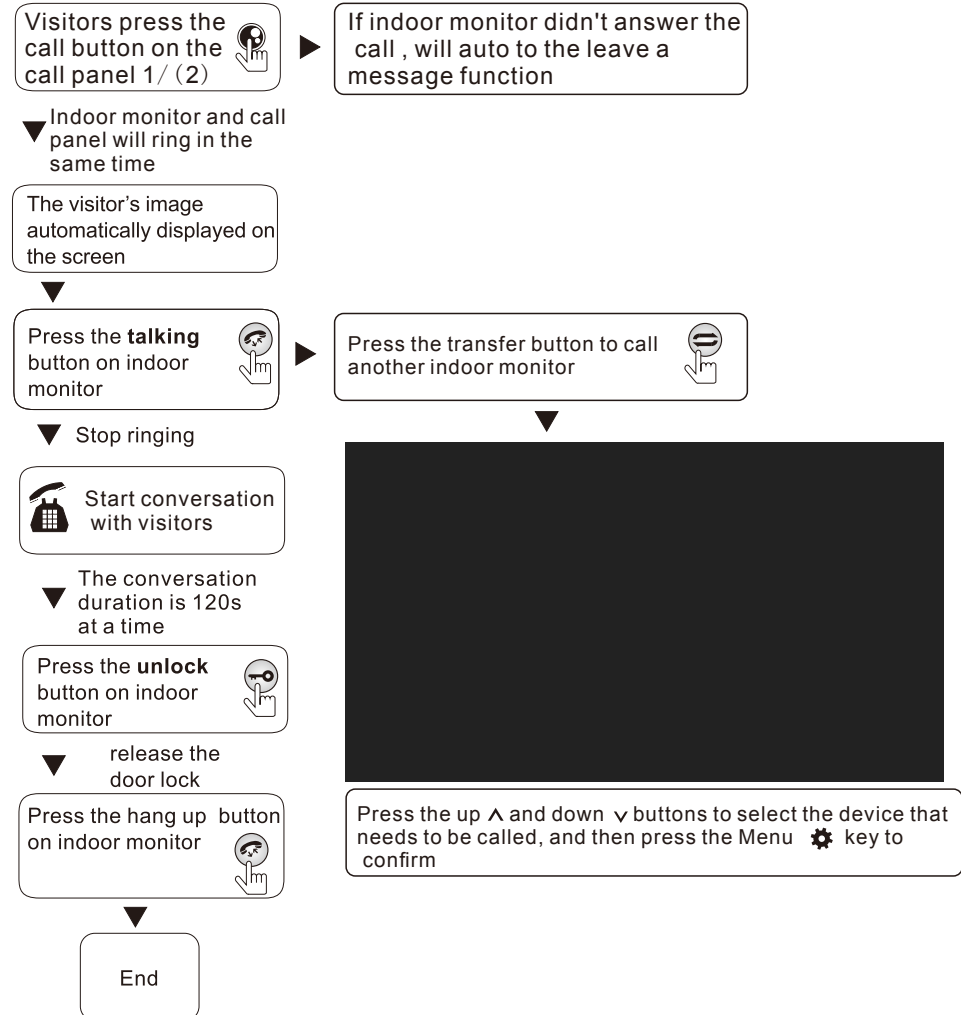 Visitors press the
call button on the
call panel 1/（2）
If indoor monitor didn't answer the
call , will auto to the leave a
message function
Indoor monitor and call
panel will ring in the
same time
The visitor’s image
automatically displayed on
the screen
Press the talking
button on indoor
monitor
Press the transfer button to call
another indoor monitor
Stop ringing
Start conversation
with visitors
The conversation
duration is 120s
at a time
Press the unlock
button on indoor
monitor
release the
door lock
Press the hang up button
on indoor monitor
Press the up ∧ and down ∨ buttons to select the device that
needs to be called, and then press the Menu key to
confirm
End